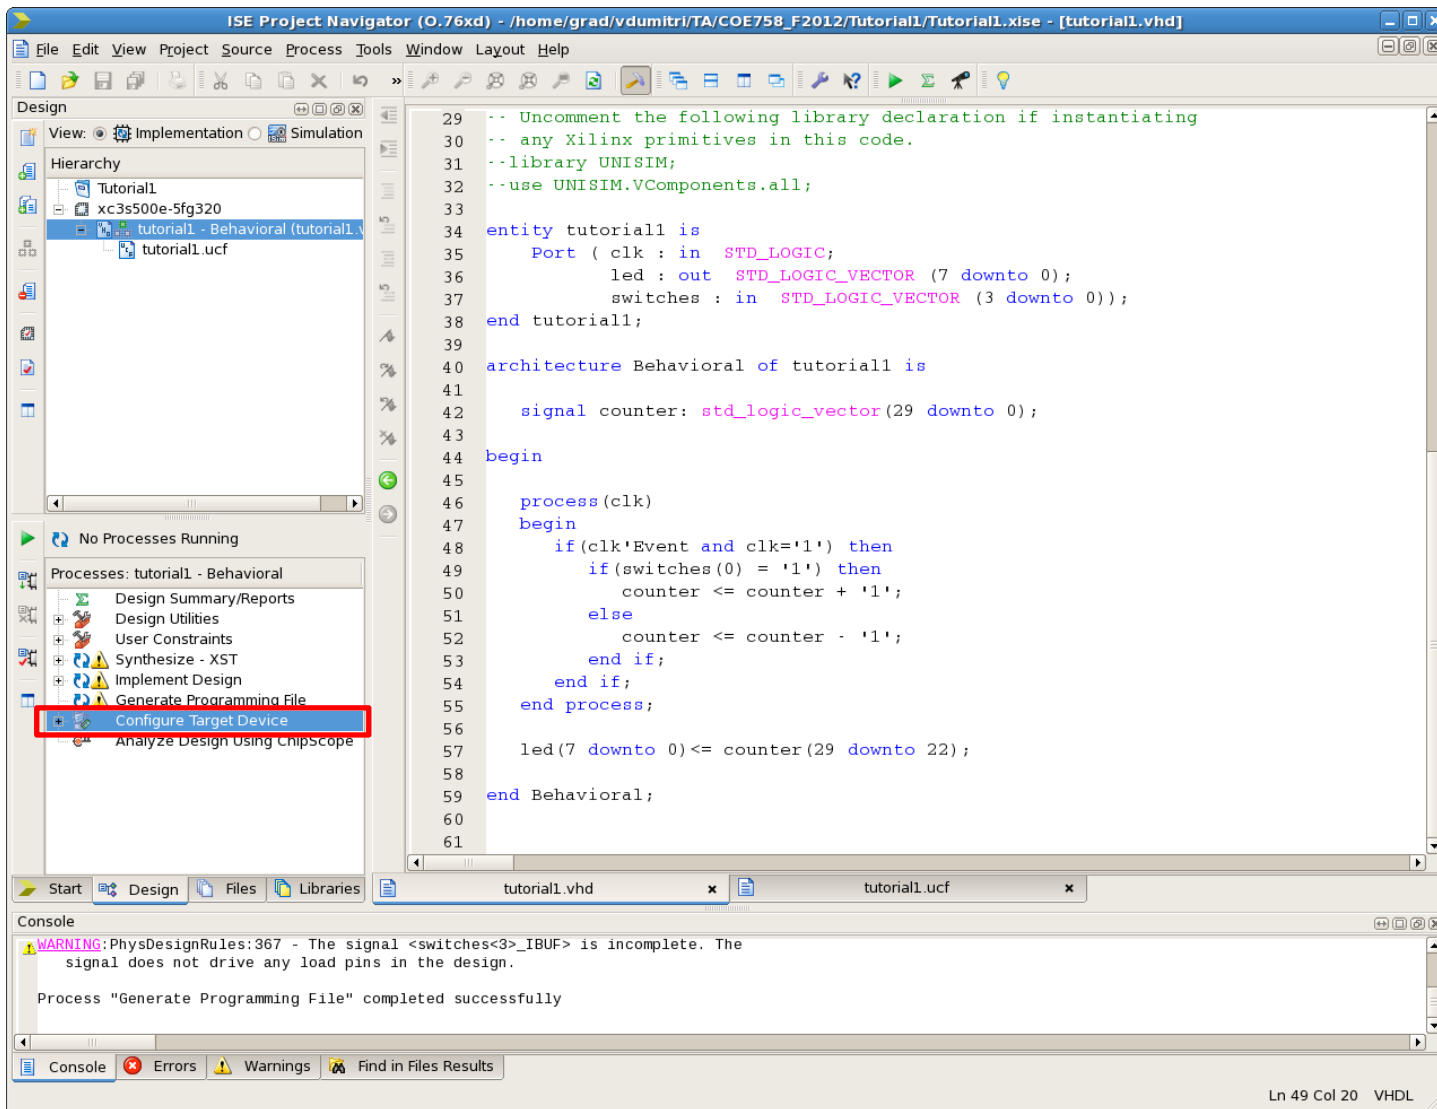 ISE Project Navigator (O.76xd) - /home/grad/vdumitri/TA/COE758_F2012/Tutorial1/Tutorial1.xise - [tutorial1.vhd]
File Edit View Project Source Process Tools Window Layout Help
Design
View: Implementation Simulation
Hierarchy
Tutorial1
xc3s500e-5fg320
tutorial1 - Behavioral (tutorial1.v
tutorial1.ucf
No Processes Running
Processes: tutorial1 - Behavioral
Design Summary/Reports
Design Utilities
User Constraints
Synthesize - XST
Implement Design
Generate Programming File
Configure Target Device
Analyze Design Using ChipScope
Start Design Files Libraries
29 -- Uncomment the following library declaration if instantiating
30 -- any Xilinx primitives in this code.
31 --library UNISIM;
32 --use UNISIM.VComponents.all;
33
34 entity tutorial1 is
35 Port ( clk : in STD_LOGIC;
36 led : out STD_LOGIC_VECTOR (7 downto 0);
37 switches : in STD_LOGIC_VECTOR (3 downto 0));
38 end tutorial1;
39
40 architecture Behavioral of tutorial1 is
41
42 signal counter: std_logic_vector(29 downto 0);
43
44 begin
45
46 process(clk)
47 begin
48 if(clk'Event and clk='1') then
49 if(switches(0) = '1') then
50 counter <= counter + '1';
51 else
52 counter <= counter - '1';
53 end if;
54 end if;
55 end process;
56
57 led(7 downto 0)<= counter(29 downto 22);
58
59 end Behavioral;
60
61
tutorial1.vhd tutorial1.ucf
Console
WARNING:PhysDesignRules:367 - The signal <switches<3>_IBUF> is incomplete. The
signal does not drive any load pins in the design.
Process "Generate Programming File" completed successfully
Console Errors Warnings Find in Files Results
Ln 49 Col 20 VHDL